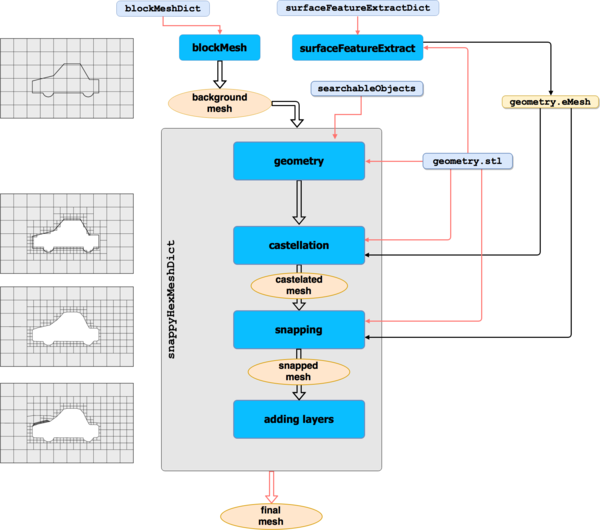 blockMeshDict
surfaceFeatureExtractDict
blockMesh
surfaceFeatureExtract
searchableObjects
background
mesh
geometry.eMesh
geometry
geometry.stl
castellation
castelated
mesh
snappyHexMeshDict
snapping
snapped
mesh
adding layers
final
mesh